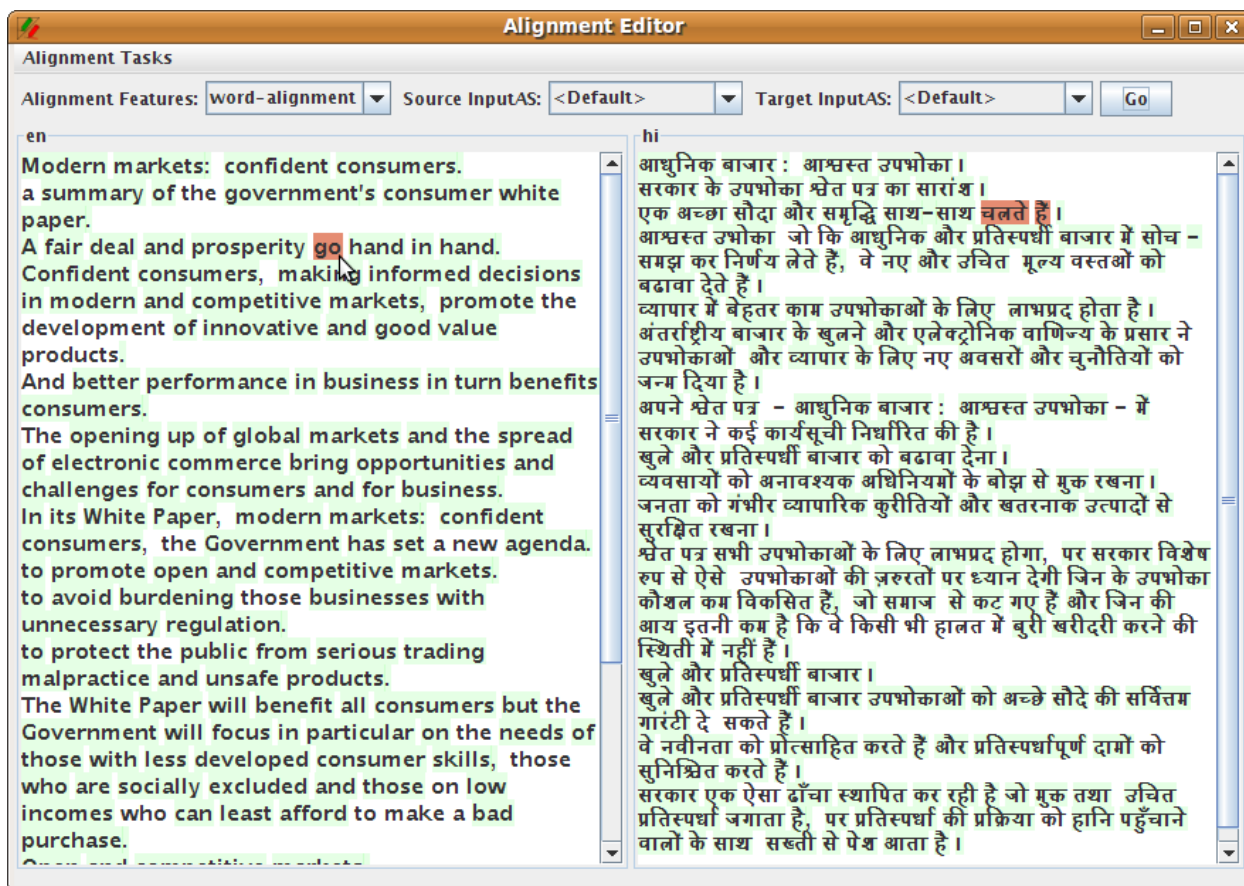 Alignment Editor
Alignment Tasks
Alignment Features: word-alignment Source InputAS: <Default> Target InputAS: <Default> Go
en
Modern markets: confident consumers.
a summary of the government's consumer white
paper.
A fair deal and prosperity go hand in hand.
Confident consumers, making informed decisions
in modern and competitive markets, promote the
development of innovative and good value
products.
And better performance in business in turn benefits
consumers.
The opening up of global markets and the spread
of electronic commerce bring opportunities and
challenges for consumers and for business.
In its White Paper, modern markets: confident
consumers, the Government has set a new agenda.
to promote open and competitive markets.
to avoid burdening those businesses with
unnecessary regulation.
to protect the public from serious trading
malpractice and unsafe products.
The White Paper will benefit all consumers but the
Government will focus in particular on the needs of
those with less developed consumer skills, those
who are socially excluded and those on low
incomes who can least afford to make a bad
purchase.
Open and competitive markets.
hi
आधुनिक बाजार : आश्वस्त उपभोक्ता ।
सरकार के उपभोक्ता श्वेत पत्र का सारांश ।
एक अच्छा सौदा और समृद्धि साथ-साथ चलते हैं ।
आश्वस्त उभोक्ता जो कि आधुनिक और प्रतिस्पर्धी बाजार में सोच -
समझ कर निर्णय लेते हैं, वे नए और उचित मूल्य वस्तओं को
बढावा देते हैं ।
व्यापार में बेहतर काम उपभोक्ताओं के लिए लाभप्रद होता है ।
अंतर्राष्ट्रीय बाजार के खुलने और एलेक्ट्रोनिक वाणिज्य के प्रसार ने
उपभोक्ताओं और व्यापार के लिए नए अवसरों और चुनौतियों को
जन्म दिया है ।
अपने श्वेत पत्र - आधुनिक बाजार : आश्वस्त उपभोक्ता - में
सरकार ने कई कार्यसूची निर्धारित की है ।
खुले और प्रतिस्पर्धी बाजार को बढावा देना ।
व्यवसायों को अनावश्यक अधिनियमों के बोझ से मुक्त रखना ।
जनता को गंभीर व्यापारिक कुरीतियों और खतरनाक उत्पादों से
सुरक्षित रखना ।
श्वेत पत्र सभी उपभोक्ताओं के लिए लाभप्रद होगा, पर सरकार विशेष
रुप से ऐसे उपभोक्ताओं की ज़रुरतों पर ध्यान देगी जिन के उपभोक्ता
कौशल कम विकसित हैं, जो समाज से कट गए हैं और जिन की
आय इतनी कम है कि वे किसी भी हालत में बुरी खरीदरी करने की
स्थिती में नहीं हैं ।
खुले और प्रतिस्पर्धी बाजार ।
खुले और प्रतिस्पर्धी बाजार उपभोक्ताओं को अच्छे सौदे की सर्वित्तम
गारंटी दे सकते हैं ।
वे नवीनता को प्रोत्साहित करते हैं और प्रतिस्पर्धापूर्ण दामों को
सुनिश्चित करते हैं ।
सरकार एक ऐसा ढाँचा स्थापित कर रही है जो मुक्त तथा उचित
प्रतिस्पर्धा जगाता है, पर प्रतिस्पर्धा की प्रक्रिया को हानि पहुँचाने
वालों के साथ सख्ती से पेश आता है ।